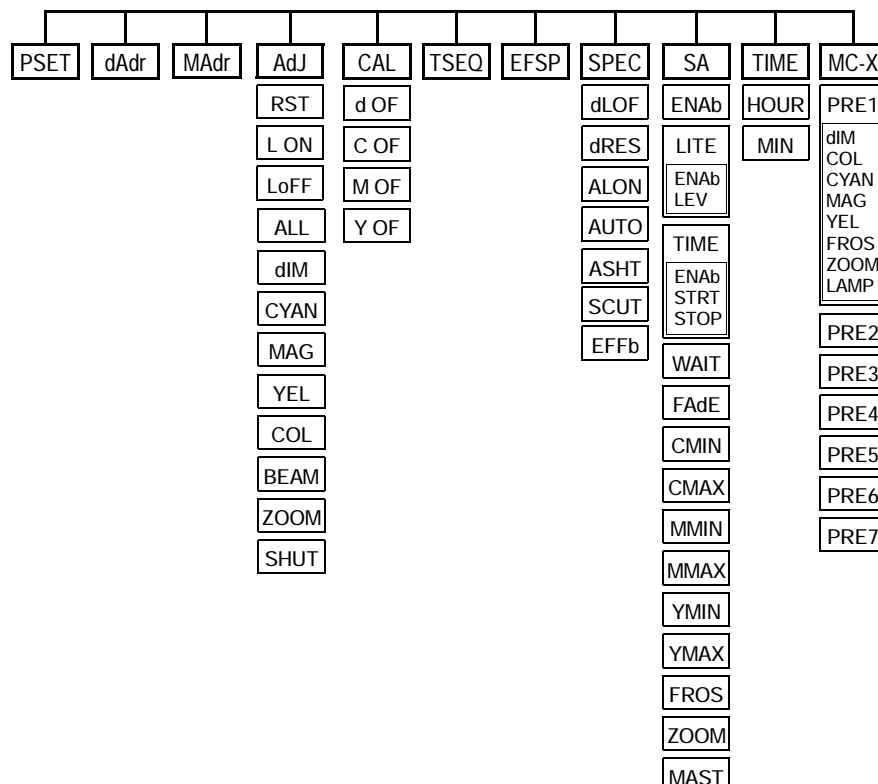 PSET
dAdr
MAdr
AdJ
CAL
TSEQ
EFSP
SPEC
SA
TIME
MC-X
RST
L ON
LoFF
ALL
dIM
CYAN
MAG
YEL
COL
BEAM
ZOOM
SHUT
d OF
C OF
M OF
Y OF
dLOF
dRES
ALON
AUTO
ASHT
SCUT
EFFb
ENAb
LITE
ENAb
LEV
TIME
ENAb
STRT
STOP
WAIT
FAdE
CMIN
CMAX
MMIN
MMAX
YMIN
YMAX
FROS
ZOOM
MAST
HOUR
MIN
PRE1
dIM
COL
CYAN
MAG
YEL
FROS
ZOOM
LAMP
PRE2
PRE3
PRE4
PRE5
PRE6
PRE7